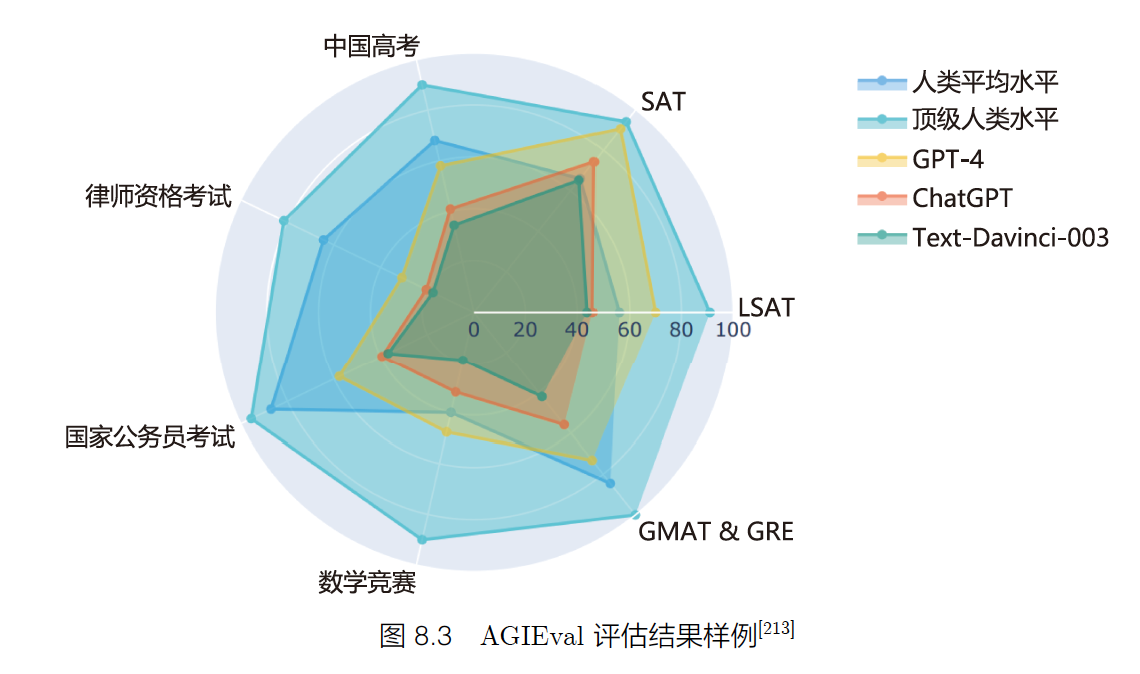 中国高考
SAT
律师资格考试
LSAT
0 20 40 60 80 100
国家公务员考试
GMAT & GRE
数学竞赛
人类平均水平
顶级人类水平
GPT-4
ChatGPT
Text-Davinci-003
图 8.3 AGIEval 评估结果样例[213]